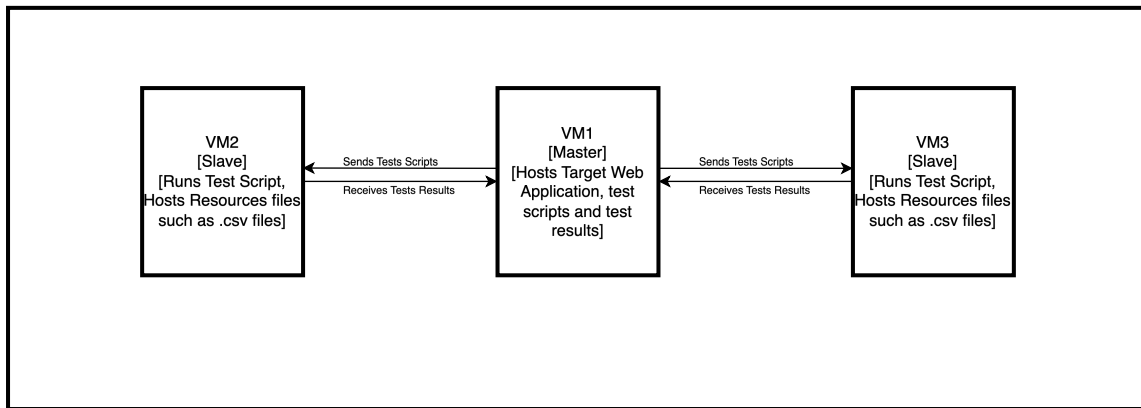 VM2
[Slave]
[Runs Test Script,
Hosts Resources files
such as .csv files]
Sends Tests Scripts
Receives Tests Results
VM1
[Master]
[Hosts Target Web
Application, test
scripts and test
results]
Sends Tests Scripts
Receives Tests Results
VM3
[Slave]
[Runs Test Script,
Hosts Resources files
such as .csv files]